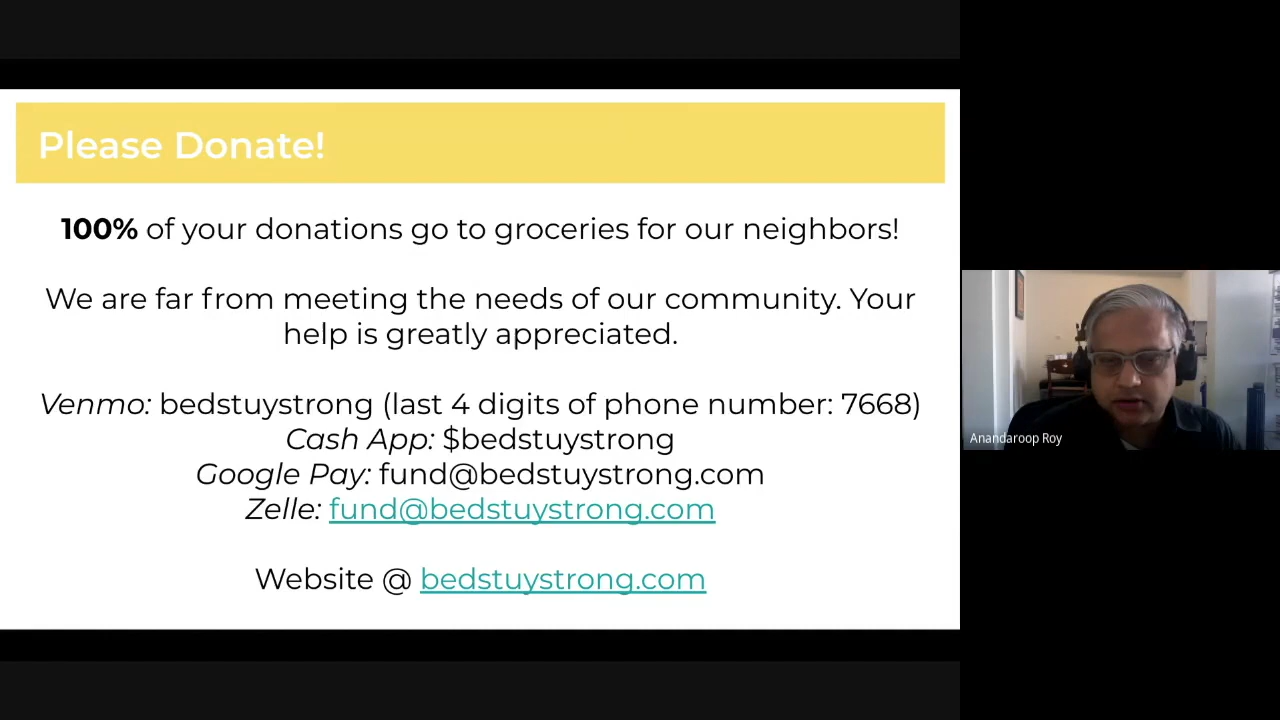 Please Donate!
100% of your donations go to groceries for our neighbors!
We are far from meeting the needs of our community. Your
help is greatly appreciated.
Venmo: bedstuystrong (last 4 digits of phone number: 7668)
Cash App: $bedstuystrong
Google Pay: fund@bedstuystrong.com
Zelle: fund@bedstuystrong.com
Website @ bedstuystrong.com
Anandaroop Roy